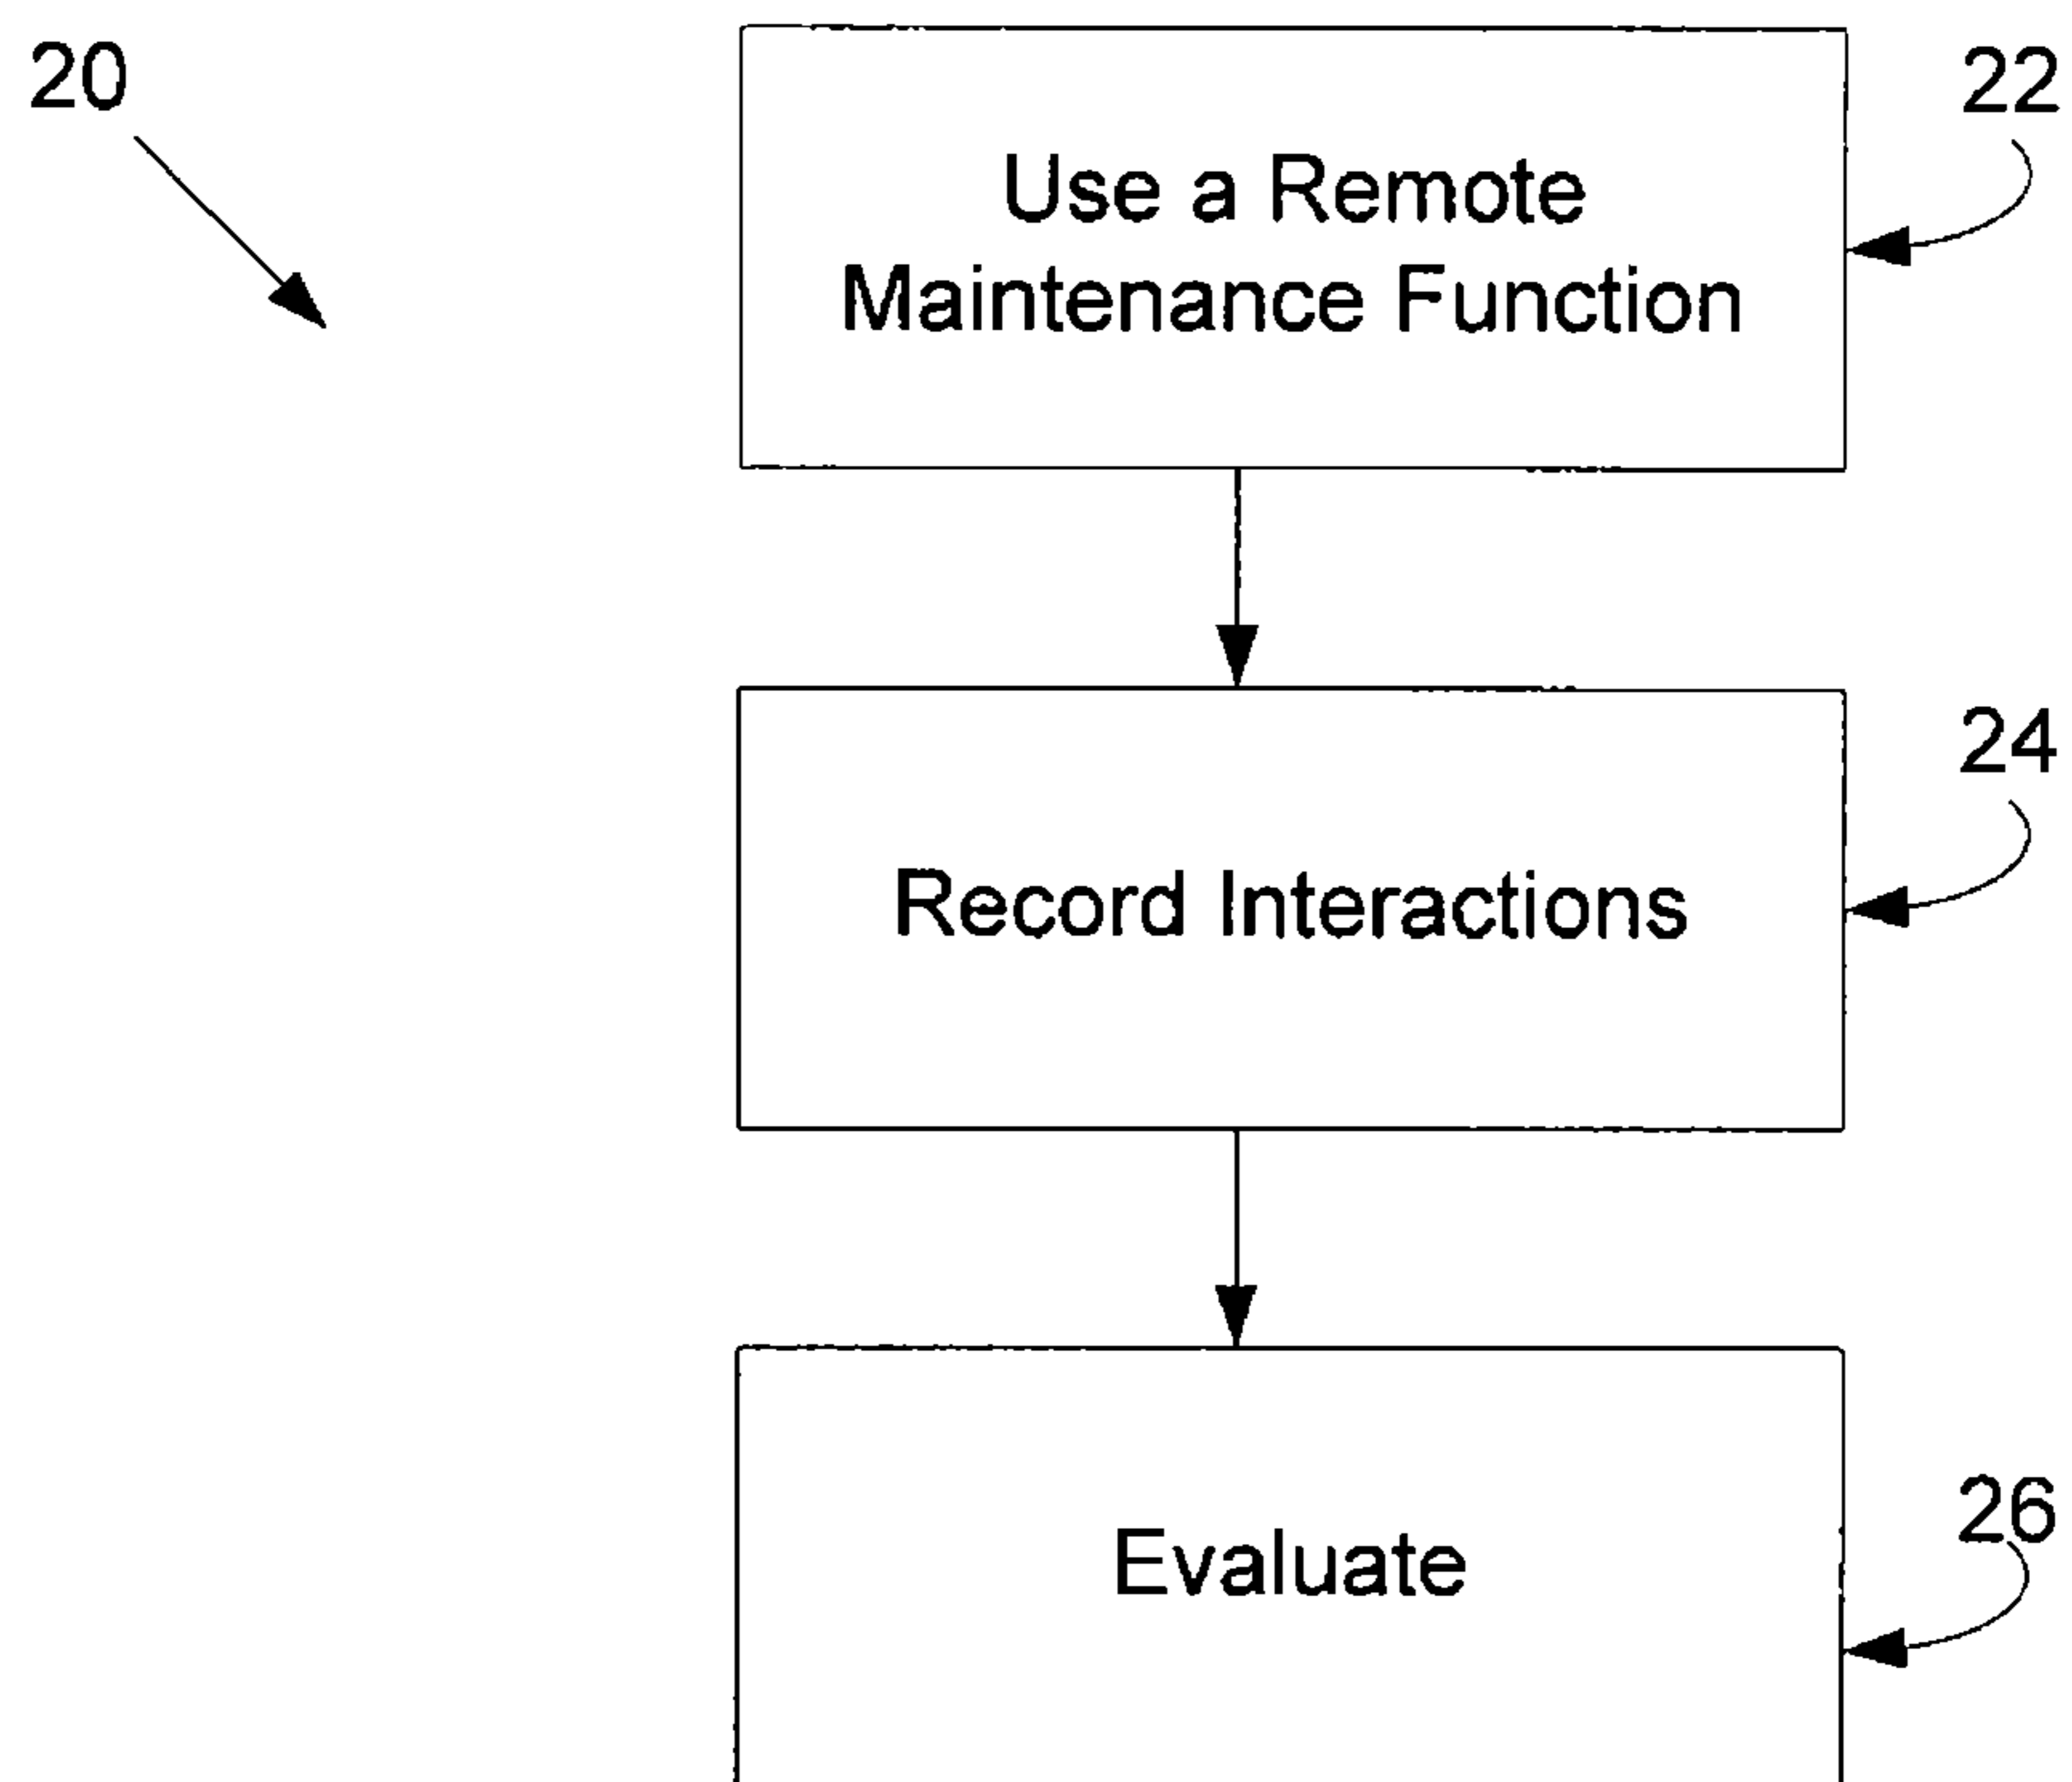 20
22
Use a Remote
Maintenance Function
24
Record Interactions
26
Evaluate